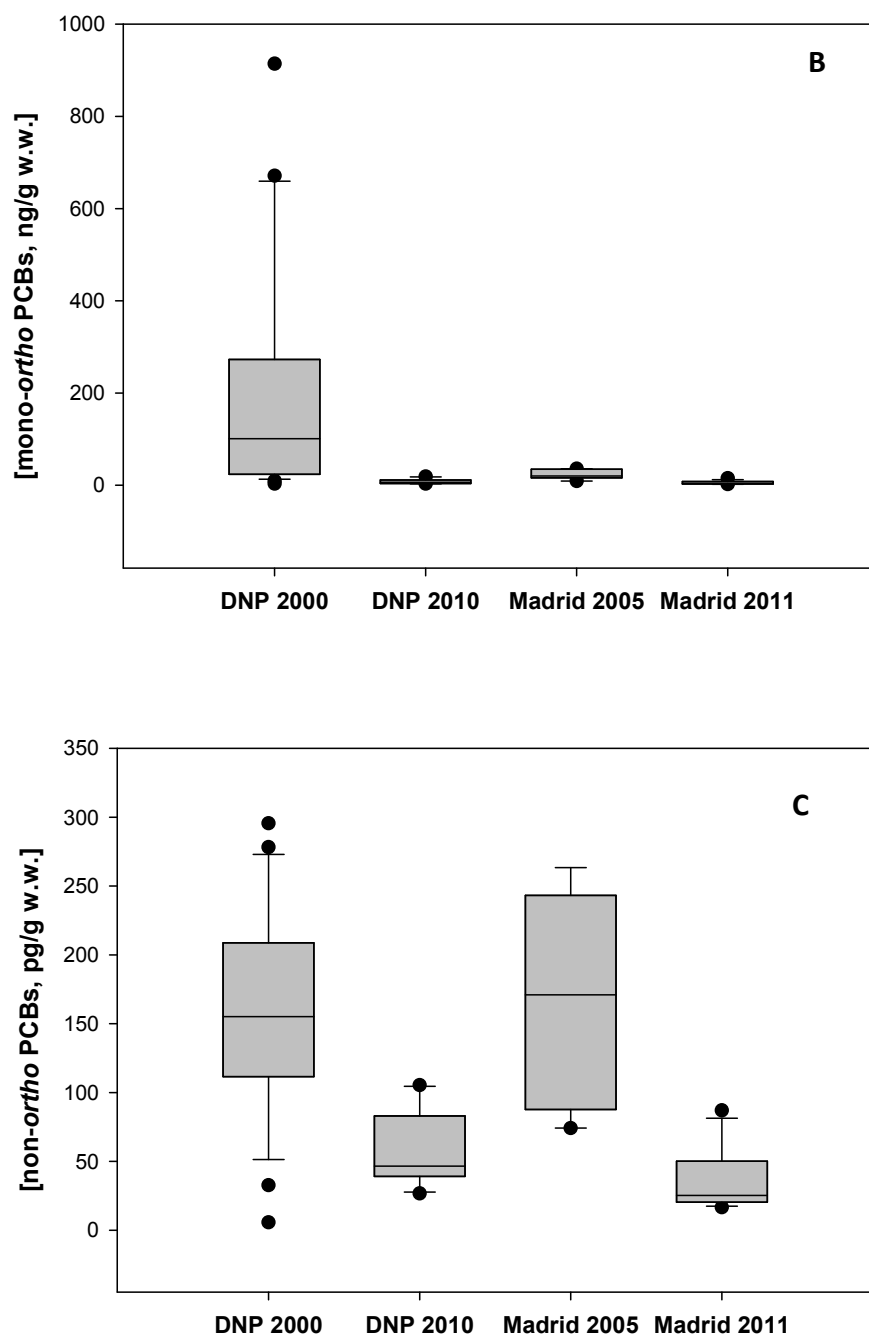 1000
B
800
600
400
200
0
[mono-ortho PCBs, ng/g w.w.]
DNP 2000 DNP 2010 Madrid 2005 Madrid 2011
350
C
300
250
200
150
100
50
0
[non-ortho PCBs, pg/g w.w.]
DNP 2000 DNP 2010 Madrid 2005 Madrid 2011